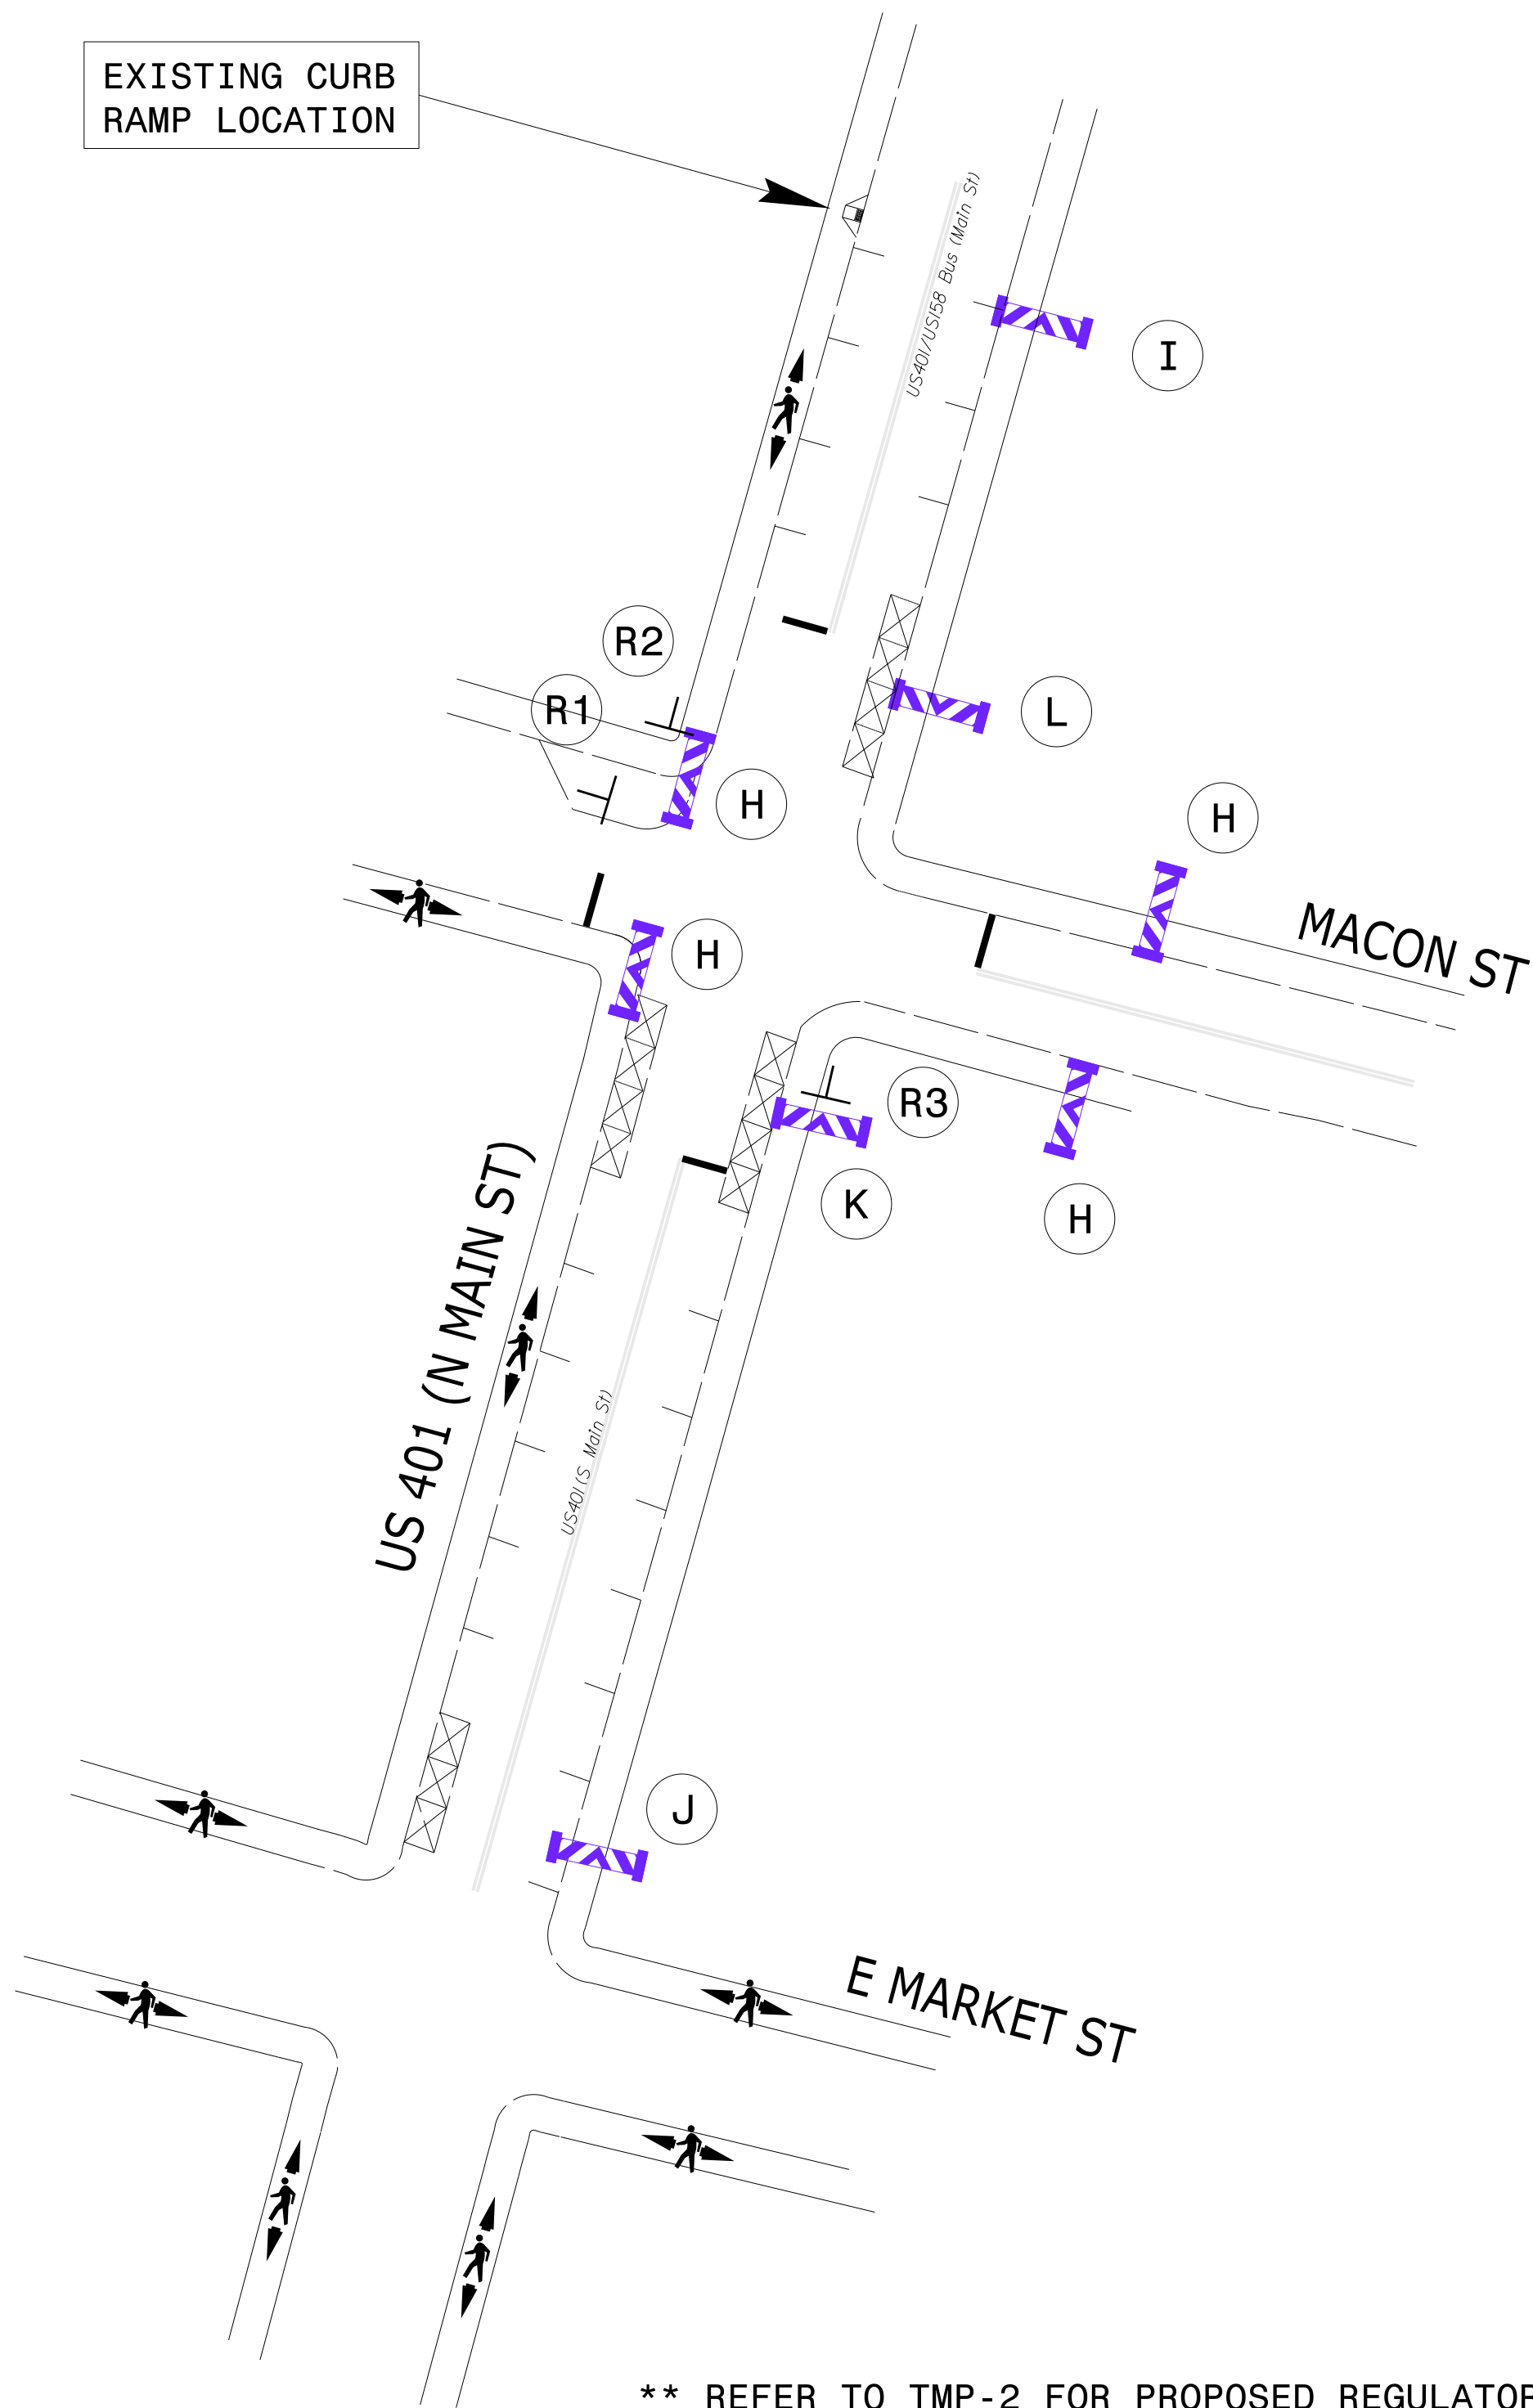 EXISTING CURB
RAMP LOCATION
US401/US158 Bus (Main St)
I
R2
R1
L
H
H
MACON ST
H
R3
K
H
US 401 (N MAIN ST)
US401(S Main St)
J
E MARKET ST
** REFER TO TMP-2 FOR PROPOSED REGULATOR